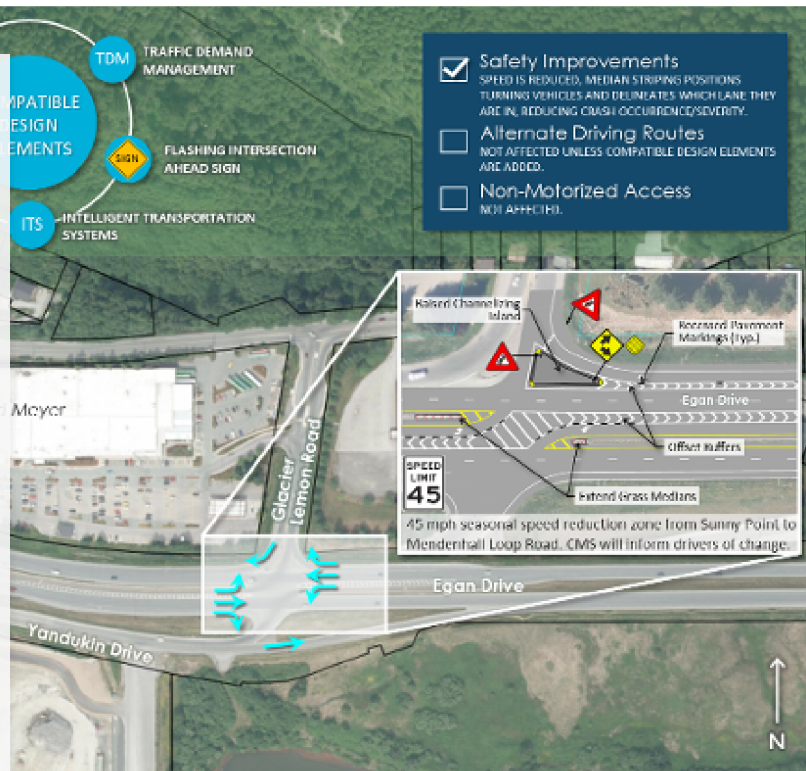 TDM
TRAFFIC DEMAND
MANAGEMENT
MPATIBLE
DESIGN
LEMENTS
SIGN
FLASHING INTERSECTION
AHEAD SIGN
ITS
INTELLIGENT TRANSPORTATION
SYSTEMS
Safety Improvements
SPEED IS REDUCED, MEDIAN STRIPING POSITIONS
TURNING VEHICLES AND DELINEATES WHICH LANE THEY
ARE IN, REDUCING CRASH OCCURRENCE/SEVERITY.
Alternate Driving Routes
NOT AFFECTED UNLESS COMPATIBLE DESIGN ELEMENTS
ARE ADDED.
Non-Motorized Access
NOT AFFECTED.
Raised Channelizing
Island
Recessed Pavement
Markings (Typ.)
Egan Drive
Offset Buffers
SPEED
LIMIT
45
Extend Grass Medians
45 mph seasonal speed reduction zone from Sunny Point to
Mendenhall Loop Road. CMS will inform drivers of change.
Meyer
Glacier
Lemon Road
Egan Drive
Yandukin Drive
N